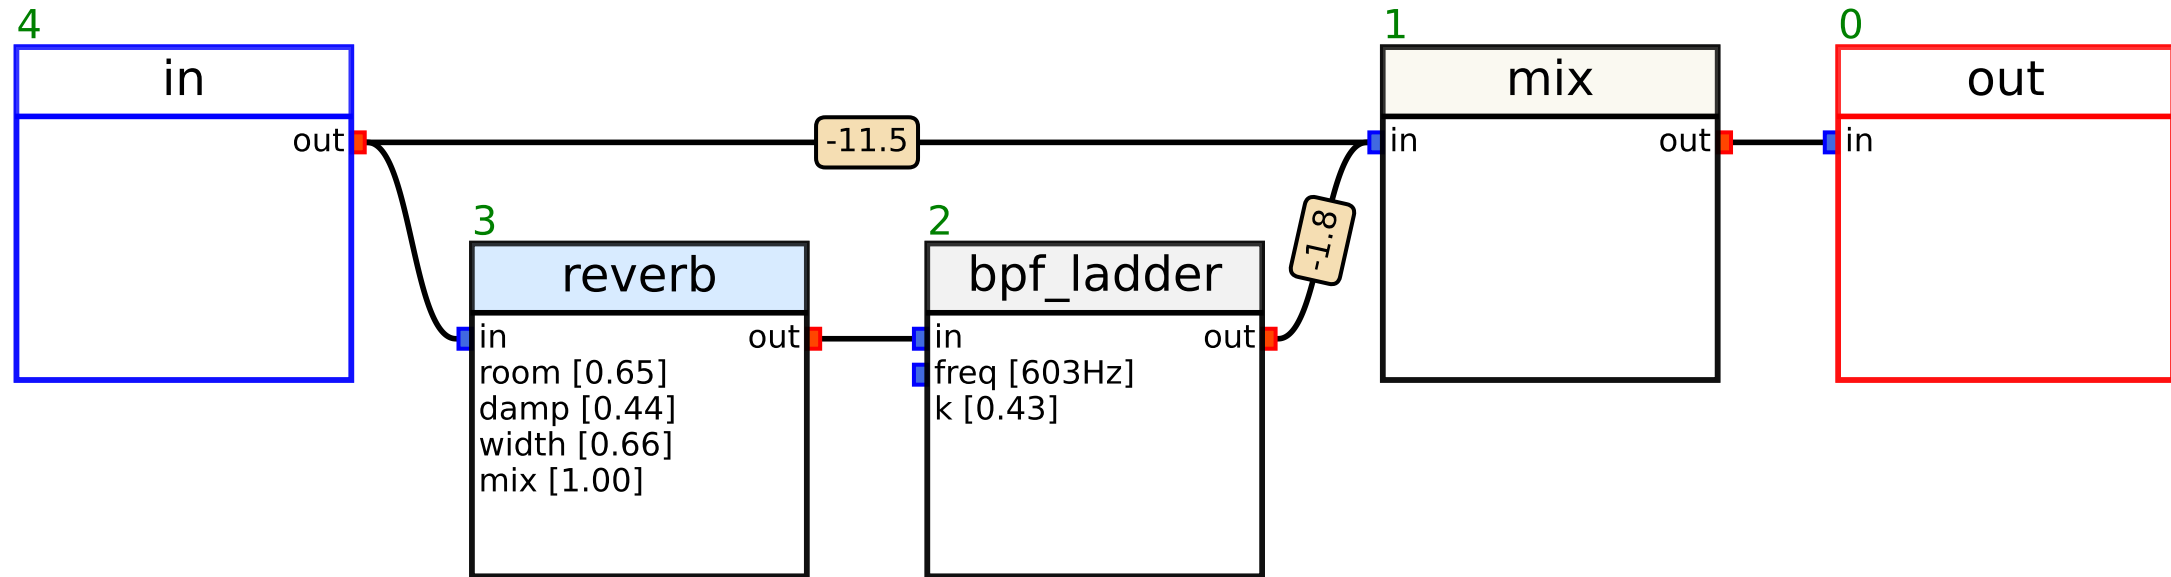 4
in
out
-11.5
3
reverb
in
out
room [0.65]
damp [0.44]
width [0.66]
mix [1.00]
2
bpf_ladder
in
out
freq [603Hz]
k [0.43]
-1.8
1
mix
in
out
0
out
in